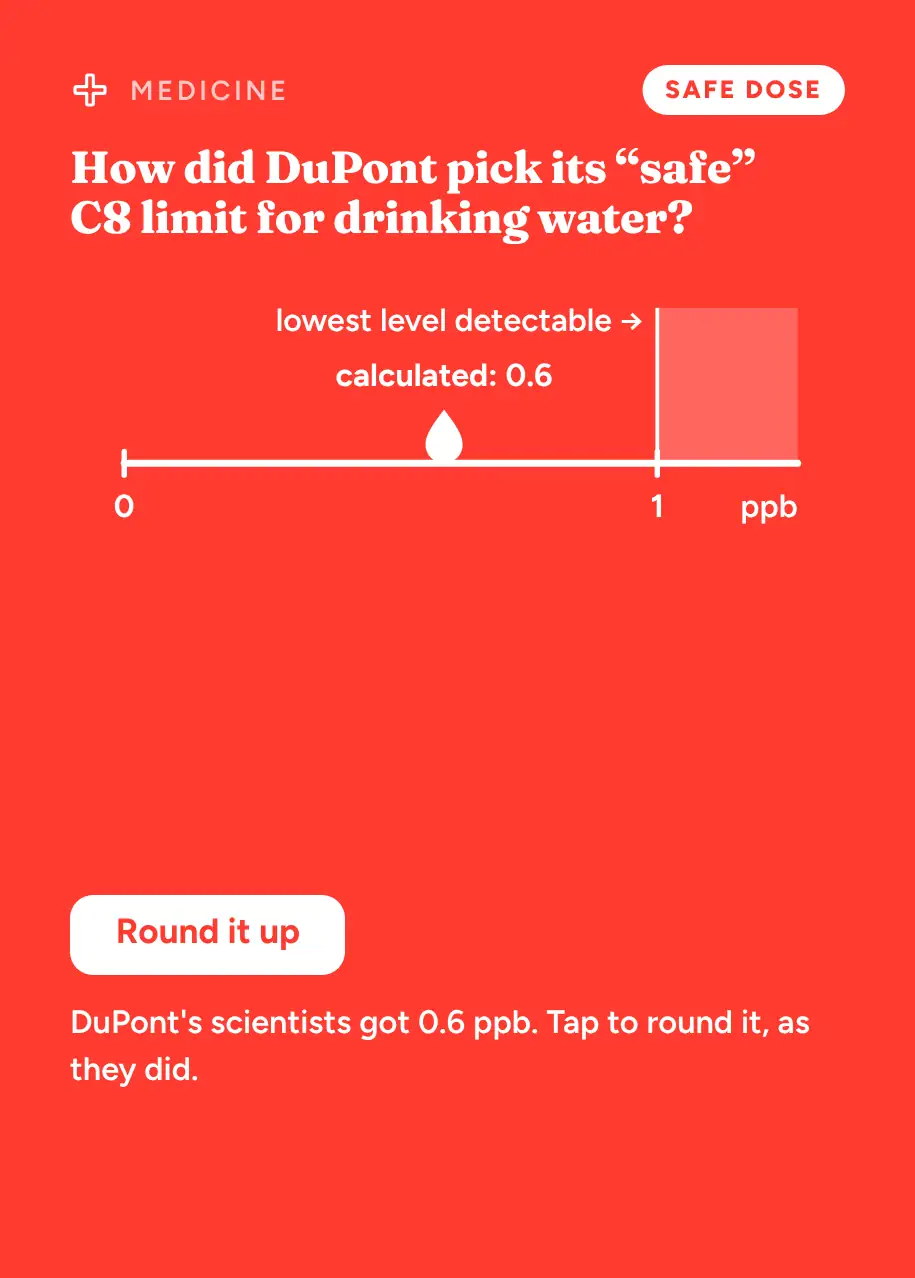 MEDICINE
SAFE DOSE
How did DuPont pick its “safe”
C8 limit for drinking water?
lowest level detectable →
calculated: 0.6
0
1
ppb
Round it up
DuPont's scientists got 0.6 ppb. Tap to round it, as
they did.